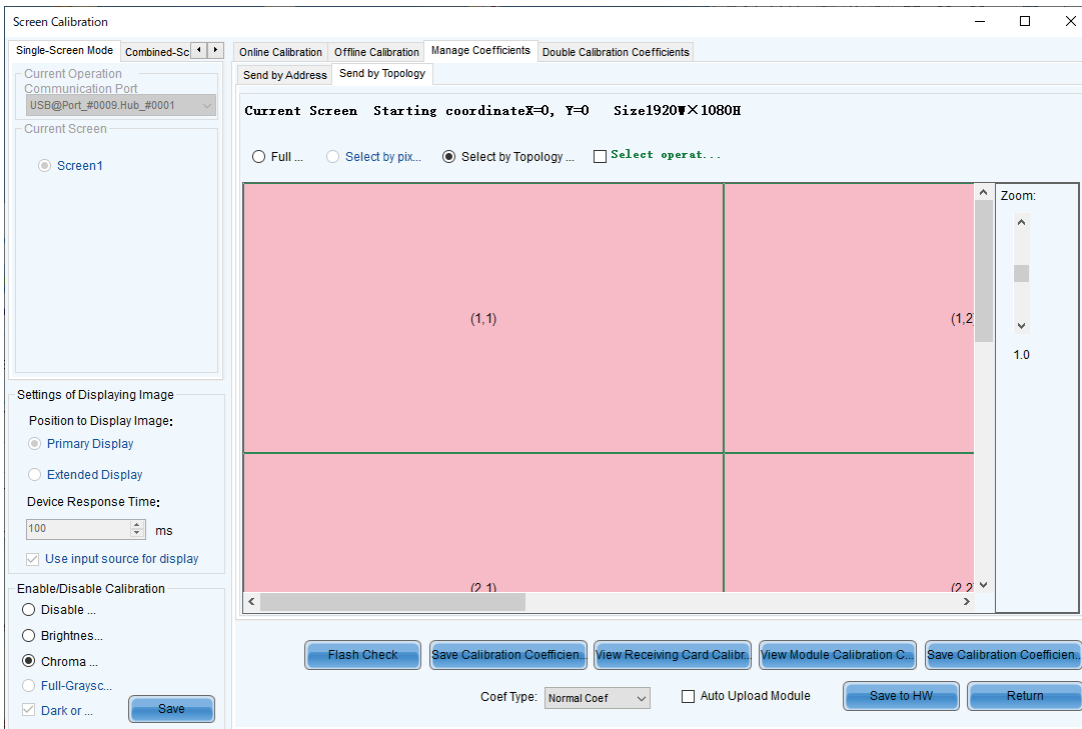 Screen Calibration
Single-Screen Mode Combined-Sc
Current Operation
Communication Port
USB@Port_#0009.Hub_#0001
Current Screen
Screen1
Settings of Displaying Image
Position to Display Image:
Primary Display
Extended Display
Device Response Time:
100 ms
Use input source for display
Enable/Disable Calibration
Disable ...
Brightnes...
Chroma ...
Full-Graysc...
Dark or ... Save
Online Calibration Offline Calibration Manage Coefficients Double Calibration Coefficients
Send by Address Send by Topology
Current Screen Starting coordinateX=0, Y=0 Size1920W×1080H
Full ... Select by pix... Select by Topology ... Select operat...
Zoom:
(1,1) (1,2
1.0
(2,1) (2,2
Flash Check Save Calibration Coefficien.. View Receiving Card Calibr.. View Module Calibration C... Save Calibration Coefficien..
Coef Type: Normal Coef Auto Upload Module Save to HW Return